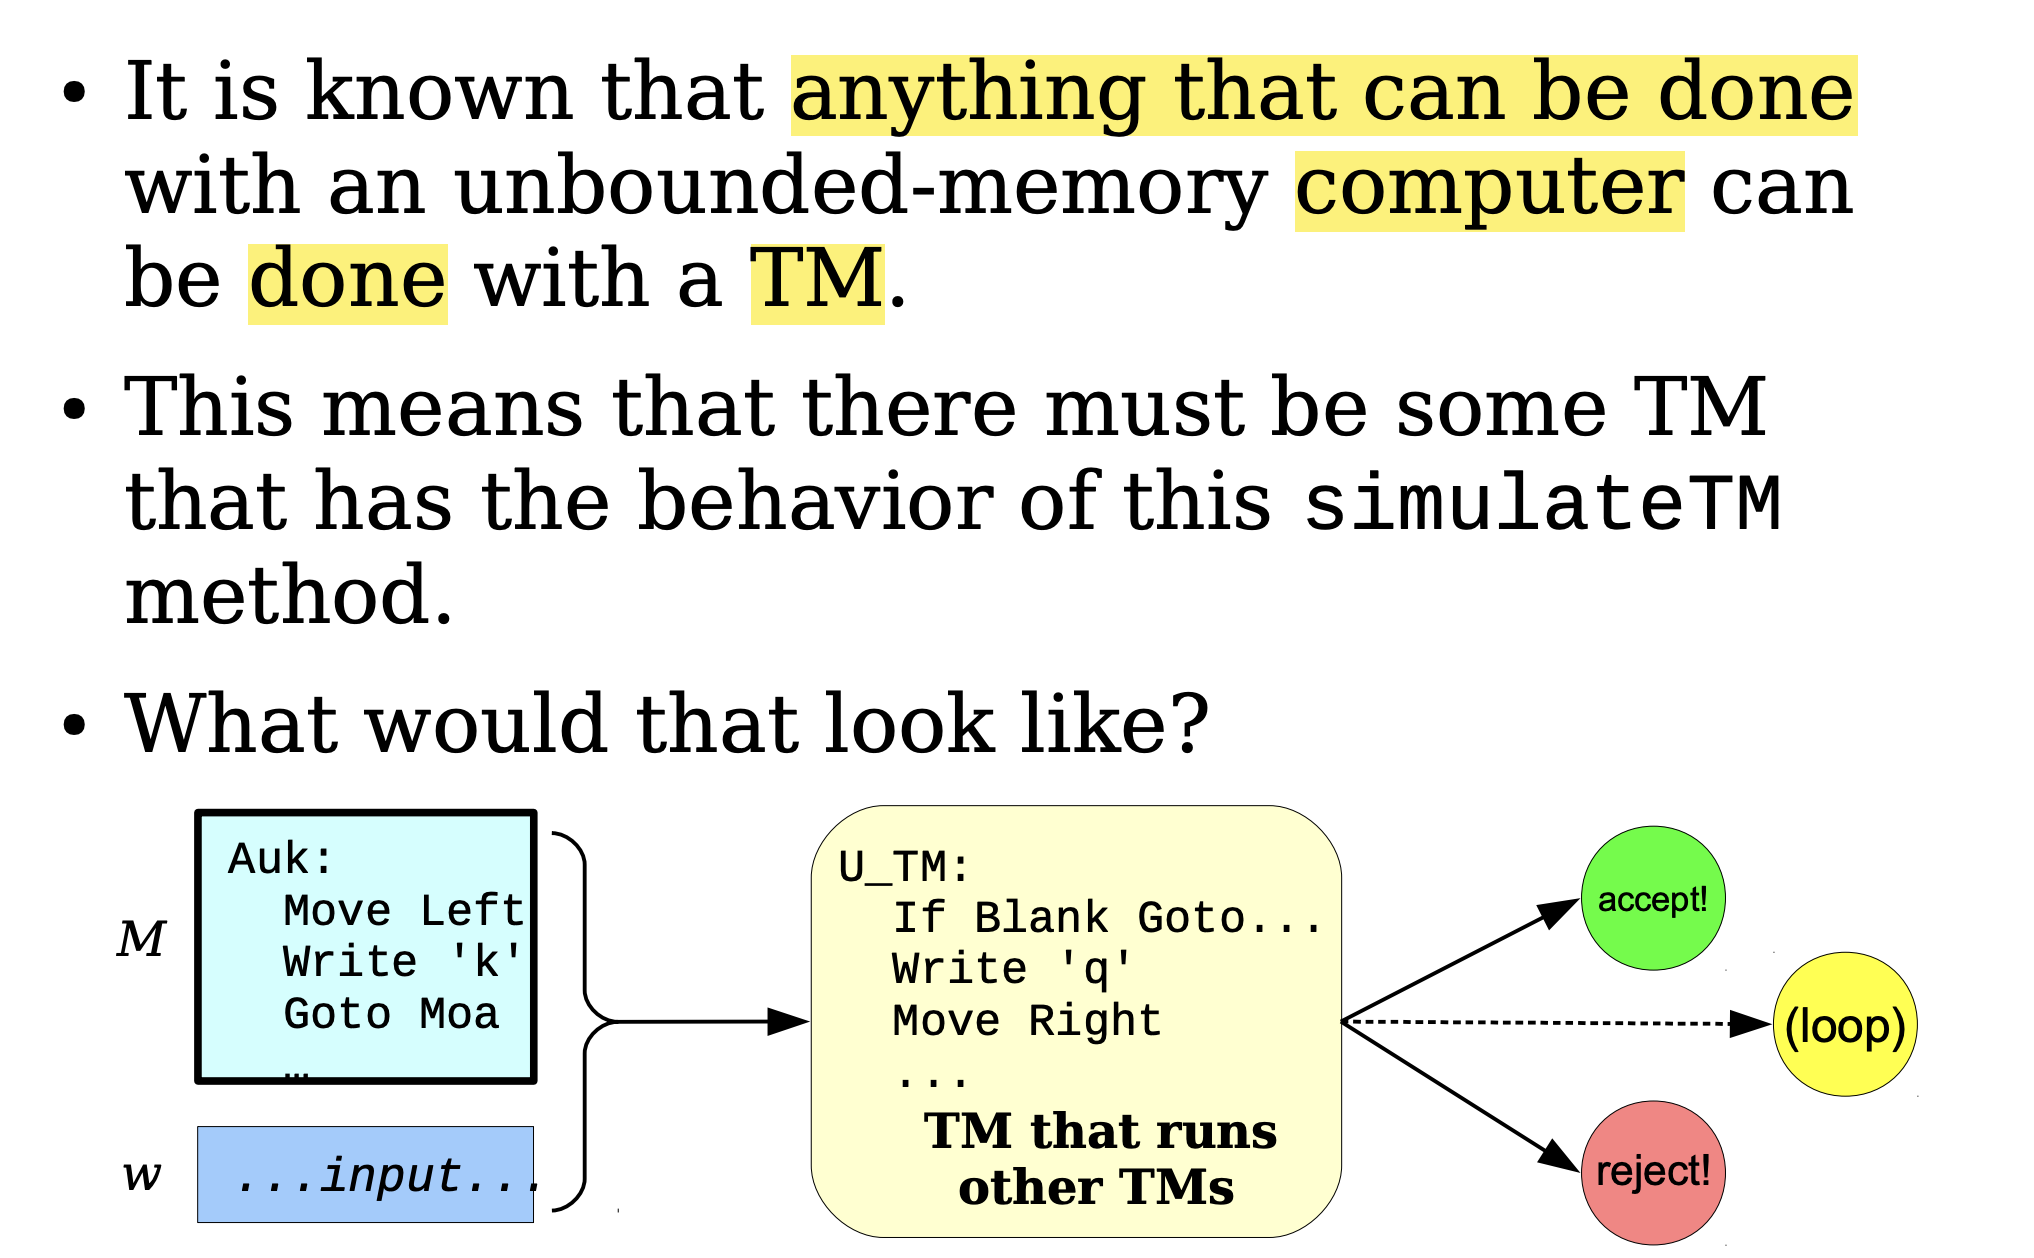 • It is known that anything that can be done
with an unbounded-memory computer can
be done with a TM.
• This means that there must be some TM
that has the behavior of this simulateTM
method.
• What would that look like?
M
Auk:
Move Left
Write 'k'
Goto Moa
…
w
...input...
U_TM:
If Blank Goto...
Write 'q'
Move Right
...
TM that runs
other TMs
accept!
(loop)
reject!